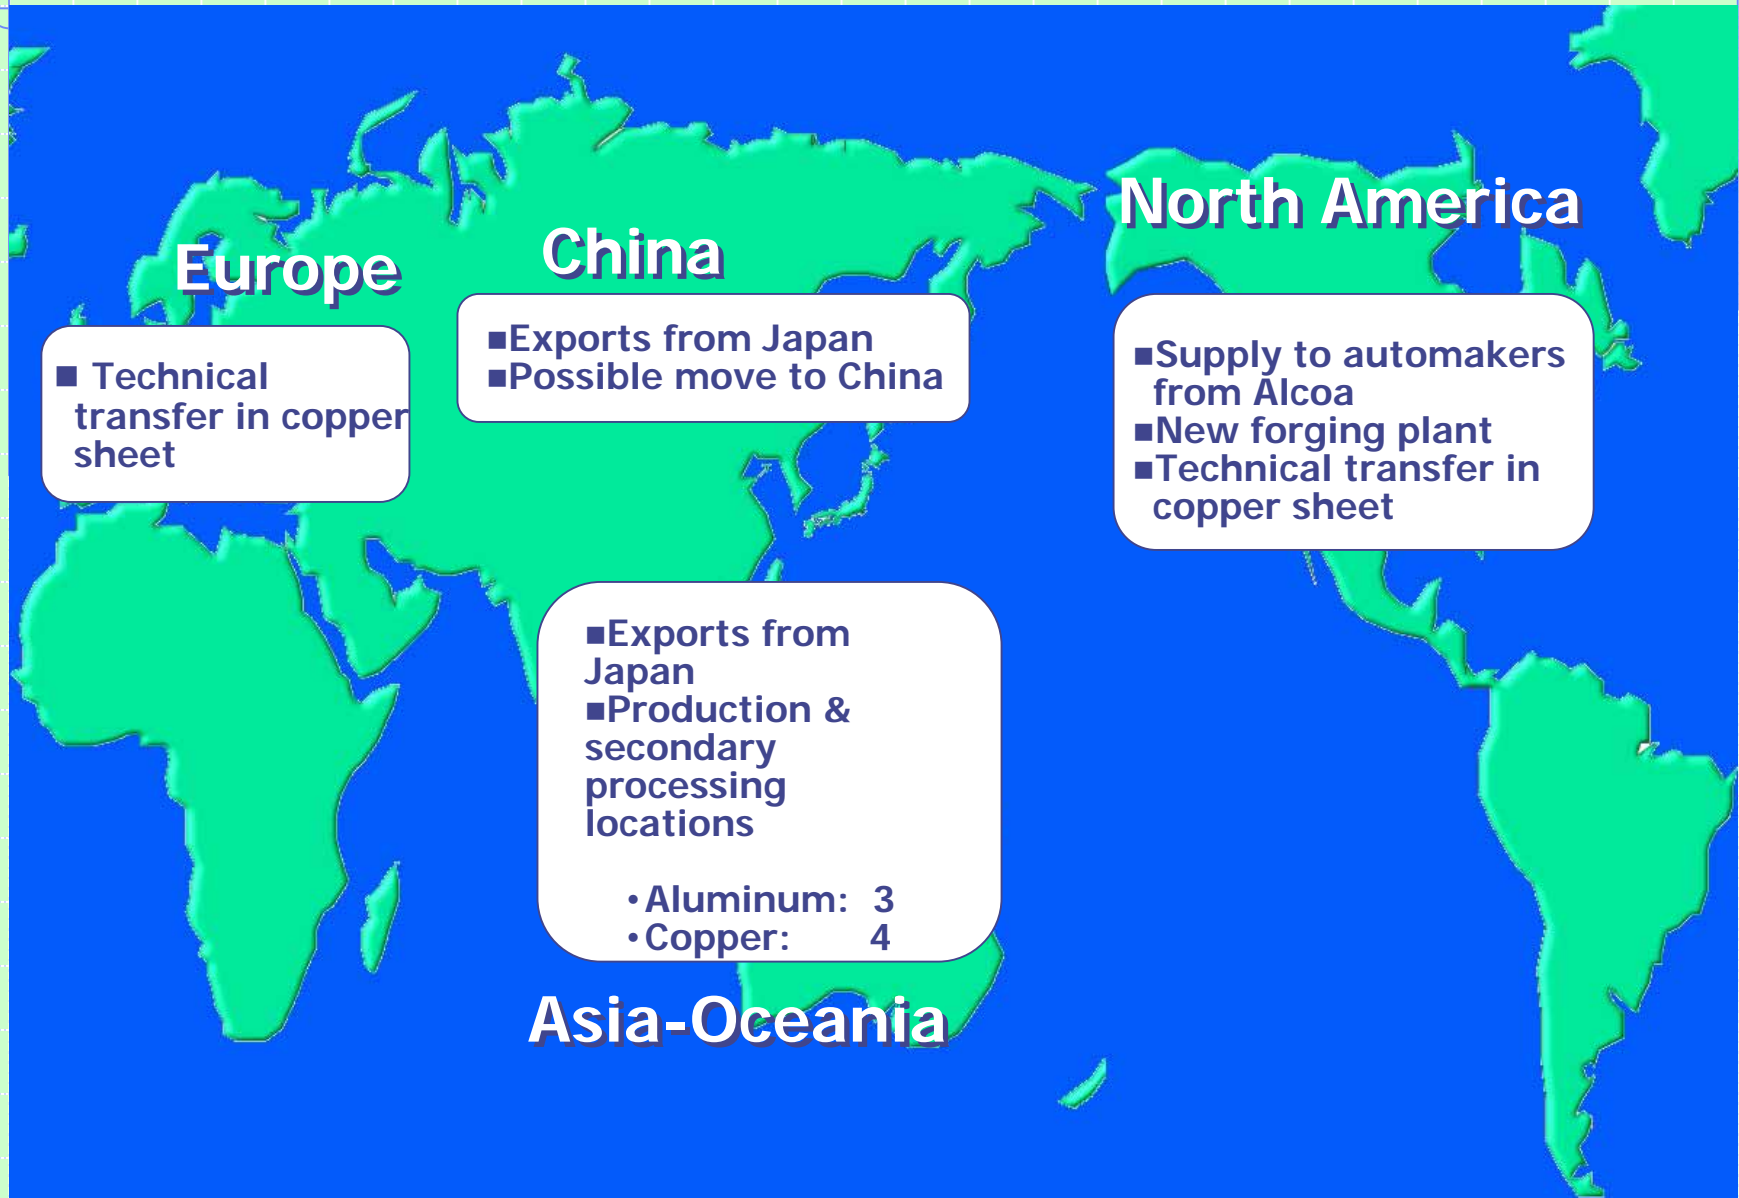 Europe
■ Technical
transfer in copper
sheet
China
■Exports from Japan
■Possible move to China
North America
■Supply to automakers
from Alcoa
■New forging plant
■Technical transfer in
copper sheet
■Exports from
Japan
■Production &
secondary
processing
locations
•Aluminum: 3
•Copper: 4
Asia-Oceania